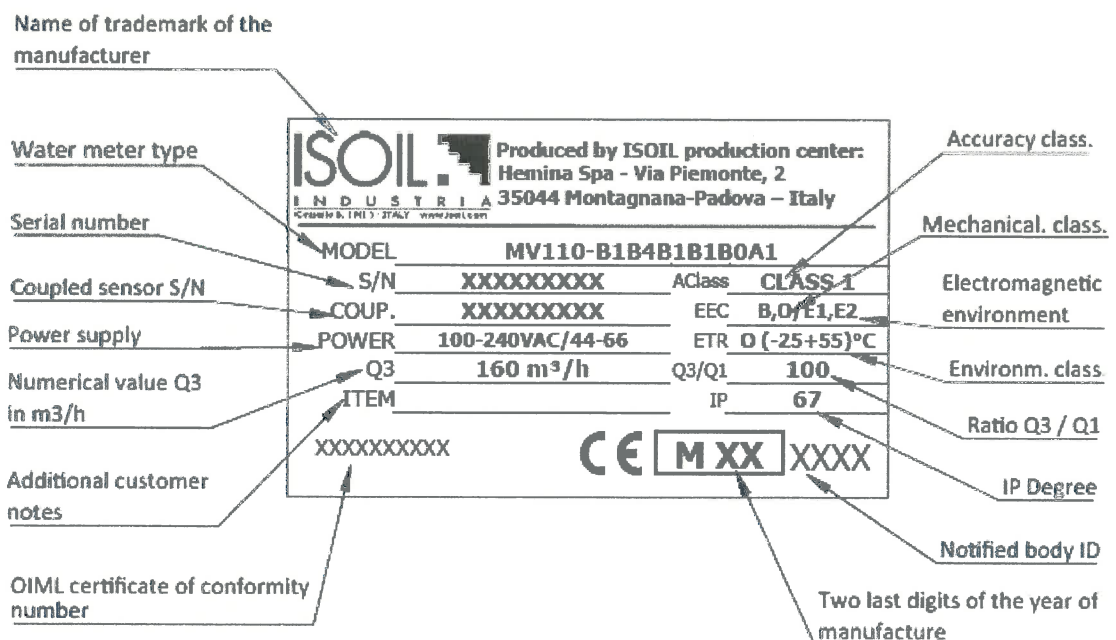 Name of trademark of the
manufacturer
Water meter type
Serial number
Coupled sensor S/N
Power supply
Numerical value Q3
in m3/h
Additional customer
notes
OIML certificate of conformity
number
ISOIL
INDUSTRIA
Produced by ISOIL production center:
Hemina Spa - Via Piemonte, 2
35044 Montagnana-Padova – Italy
MODEL MV110-B1B4B1B1B0A1
S/N XXXXXXXXX AClass CLASS 1
COUP. XXXXXXXXX EEC B,O/E1,E2
POWER 100-240VAC/44-66 ETR O (-25+55)°C
Q3 160 m³/h Q3/Q1 100
ITEM IP 67
XXXXXXXXXX CE M XX XXXX
Accuracy class.
Mechanical. class.
Electromagnetic
environment
Environm. class
Ratio Q3 / Q1
IP Degree
Notified body ID
Two last digits of the year of
manufacture